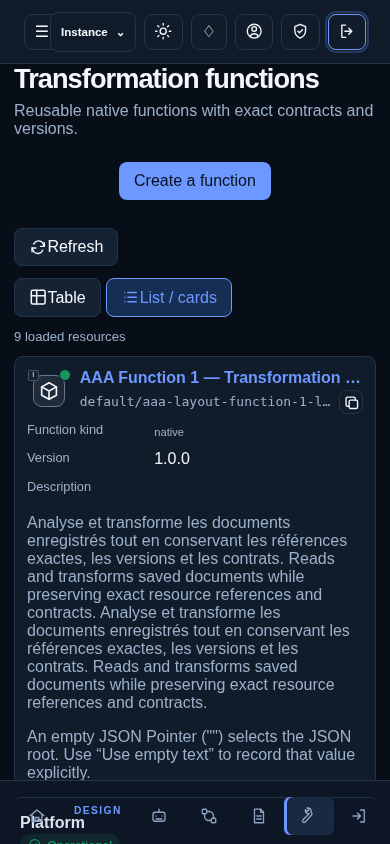 Instance
Transformation functions
Reusable native functions with exact contracts and
versions.
Create a function
Refresh
Table
List / cards
9 loaded resources
AAA Function 1 — Transformation …
default/aaa-layout-function-1-l…
Function kind
native
Version
1.0.0
Description
Analyse et transforme les documents
enregistrés tout en conservant les références
exactes, les versions et les contrats. Reads
and transforms saved documents while
preserving exact resource references and
contracts. Analyse et transforme les
documents enregistrés tout en conservant les
références exactes, les versions et les
contrats. Reads and transforms saved
documents while preserving exact resource
references and contracts.
An empty JSON Pointer ("") selects the JSON
root. Use “Use empty text” to record that value
explicitly.
DESIGN
Platform
Operational